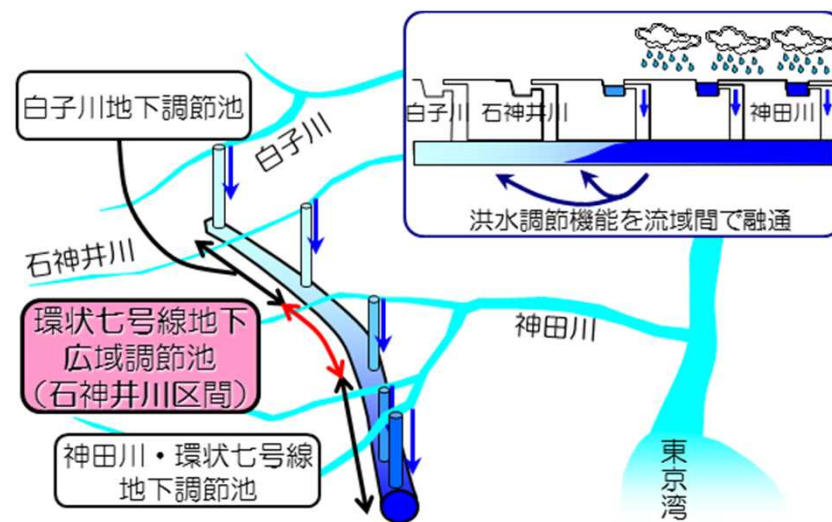 白子川地下調節池
白子川
石神井川
環状七号線地下
広域調節池
（石神井川区間）
神田川・環状七号線
地下調節池
白子川
石神井川
神田川
洪水調節機能を流域間で融通
神田川
東京湾